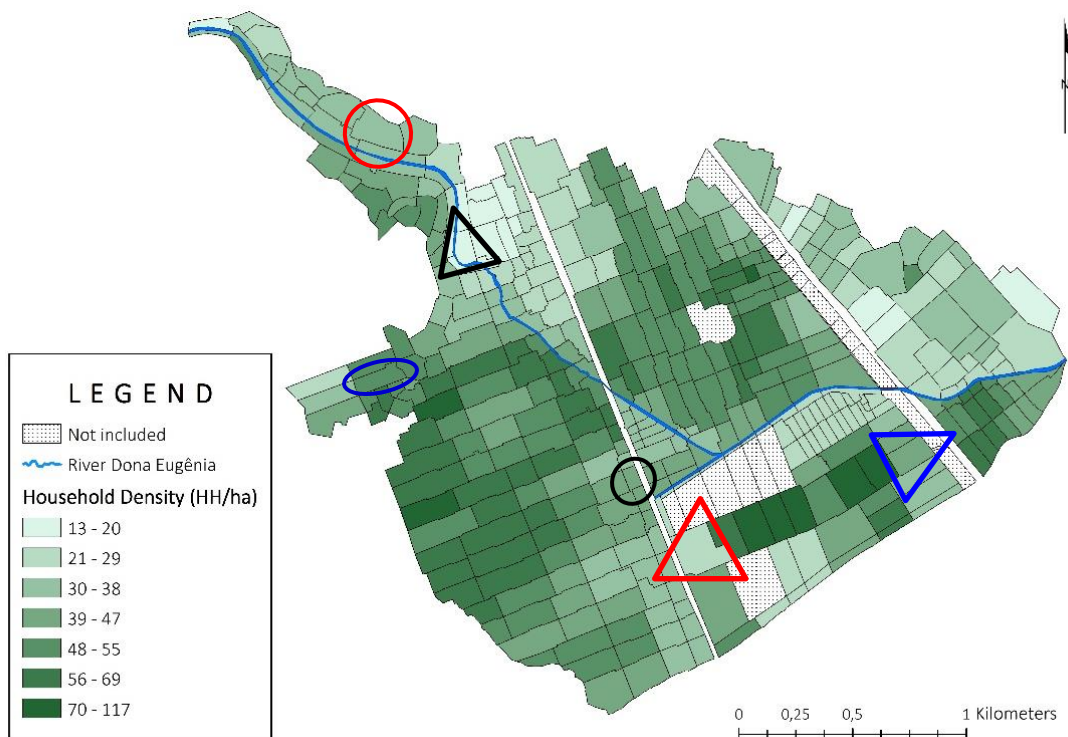 N
LEGEND
Not included
River Dona Eugênia
Household Density (HH/ha)
13 - 20
21 - 29
30 - 38
39 - 47
48 - 55
56 - 69
70 - 117
0 0,25 0,5 1 Kilometers